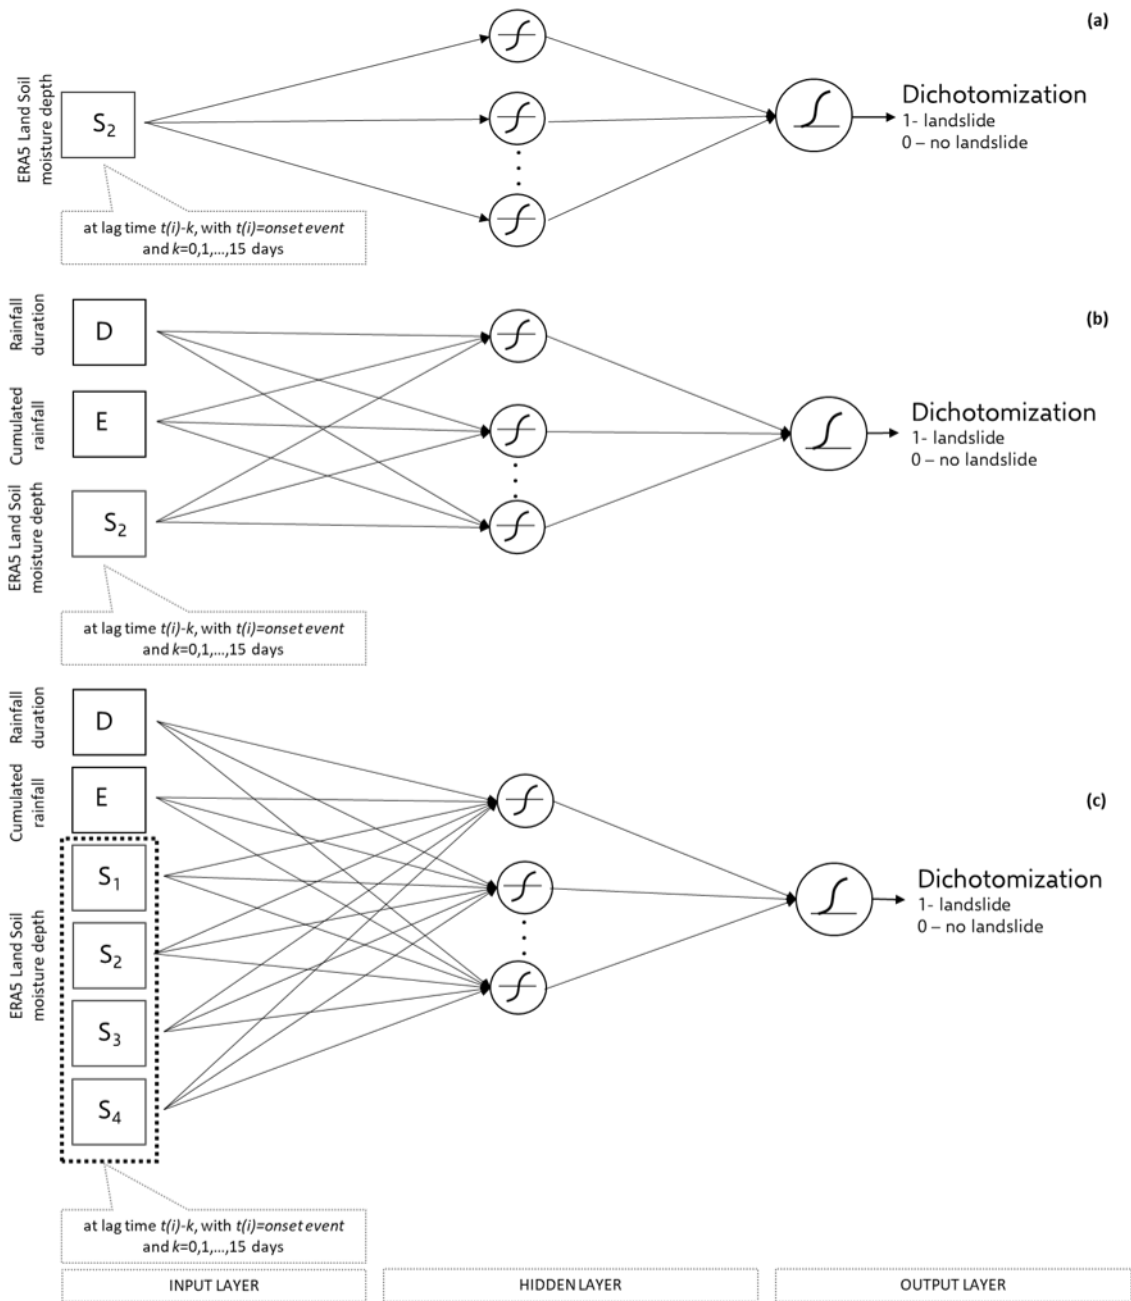 (a)
ERA5 Land Soil
moisture depth
S2
Dichotomization
1- landslide
0 – no landslide
at lag time t(i)-k, with t(i)=onset event
and k=0,1,...,15 days
(b)
Rainfall
duration
D
Cumulated
rainfall
E
ERA5 Land Soil
moisture depth
S2
Dichotomization
1- landslide
0 – no landslide
at lag time t(i)-k, with t(i)=onset event
and k=0,1,...,15 days
(c)
Rainfall
duration
D
Cumulated
rainfall
E
ERA5 Land Soil
moisture depth
S1
S2
S3
S4
Dichotomization
1- landslide
0 – no landslide
at lag time t(i)-k, with t(i)=onset event
and k=0,1,...,15 days
INPUT LAYER
HIDDEN LAYER
OUTPUT LAYER